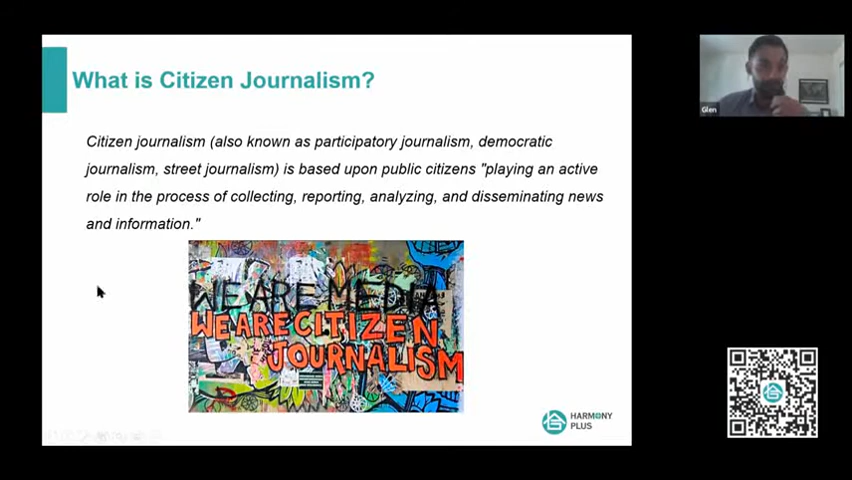 What is Citizen Journalism?
Glen
Citizen journalism (also known as participatory journalism, democratic
journalism, street journalism) is based upon public citizens "playing an active
role in the process of collecting, reporting, analyzing, and disseminating news
and information."
WE ARE MEDIA
WE ARE CITIZEN
JOURNALISM
HARMONY
PLUS